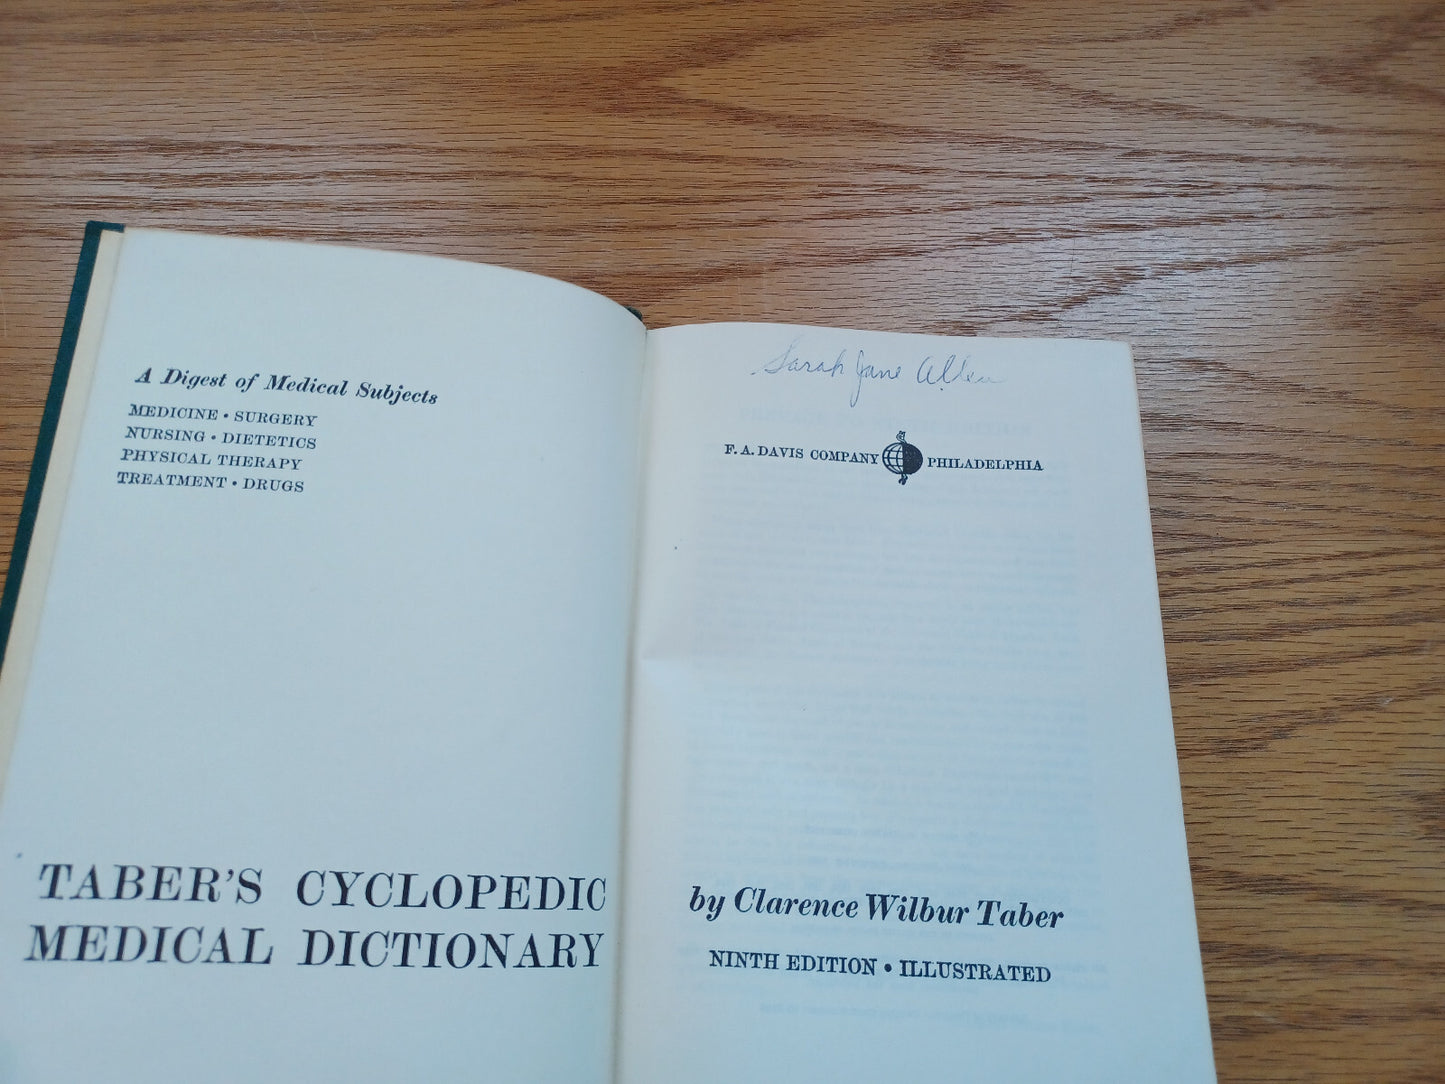 A Digest of Medical Subjects
MEDICINE • SURGERY
NURSING • DIETETICS
PHYSICAL THERAPY
TREATMENT • DRUGS
TABER'S CYCLOPEDIC
MEDICAL DICTIONARY
Sarah Jane Allen
F. A. DAVIS COMPANY PHILADELPHIA
by Clarence Wilbur Taber
NINTH EDITION • ILLUSTRATED